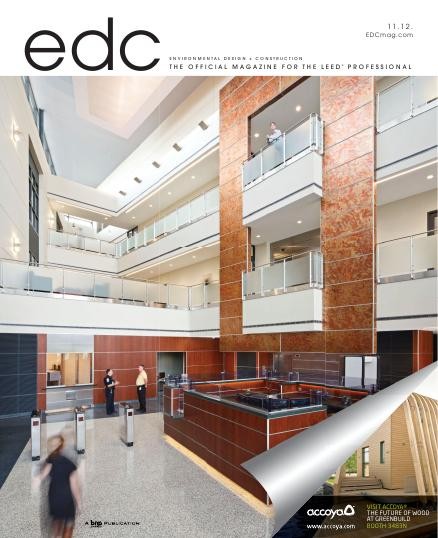 edc
11.12.
EDCmag.com
ENVIRONMENTAL DESIGN + CONSTRUCTION
THE OFFICIAL MAGAZINE FOR THE LEED® PROFESSIONAL
accoya
www.accoya.com
VISIT ACCOYA®
THE FUTURE OF WOOD
AT GREENBUILD
BOOTH 3483N
A bnp PUBLICATION